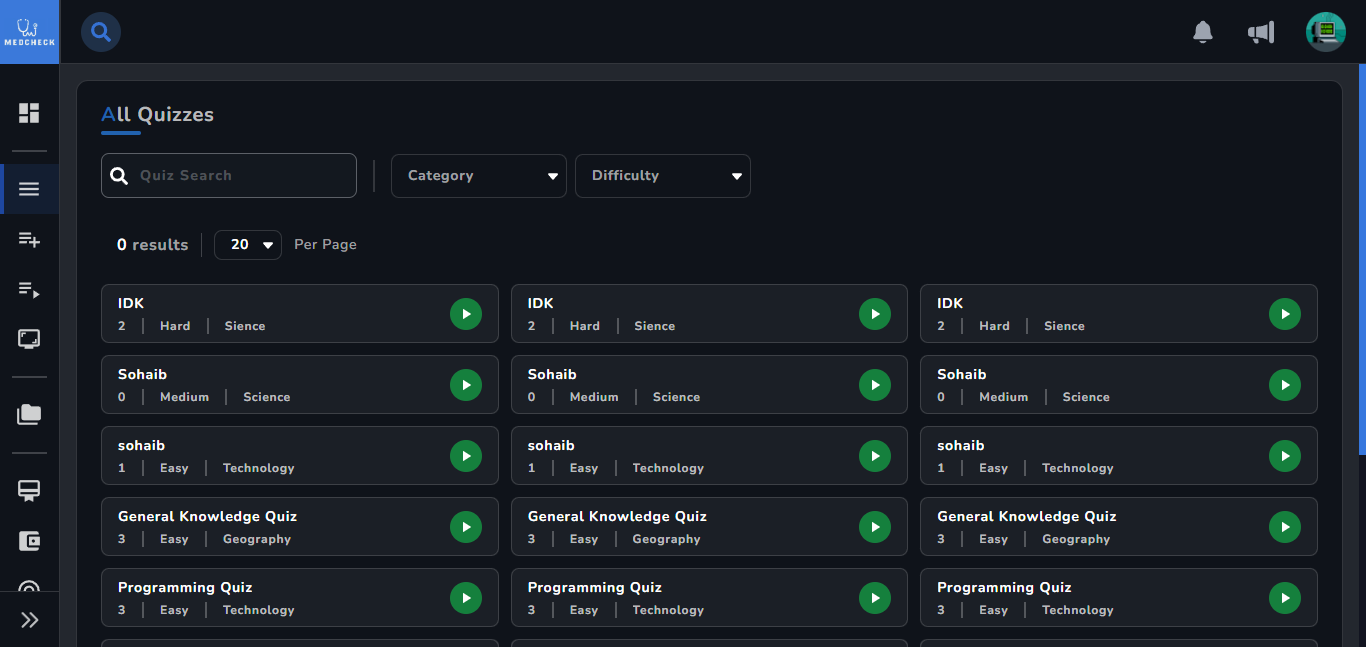 MEDCHECK
All Quizzes
Quiz Search
Category
Difficulty
0 results
20
Per Page
IDK
2 | Hard | Sience
IDK
2 | Hard | Sience
IDK
2 | Hard | Sience
Sohaib
0 | Medium | Science
Sohaib
0 | Medium | Science
Sohaib
0 | Medium | Science
sohaib
1 | Easy | Technology
sohaib
1 | Easy | Technology
sohaib
1 | Easy | Technology
General Knowledge Quiz
3 | Easy | Geography
General Knowledge Quiz
3 | Easy | Geography
General Knowledge Quiz
3 | Easy | Geography
Programming Quiz
3 | Easy | Technology
Programming Quiz
3 | Easy | Technology
Programming Quiz
3 | Easy | Technology